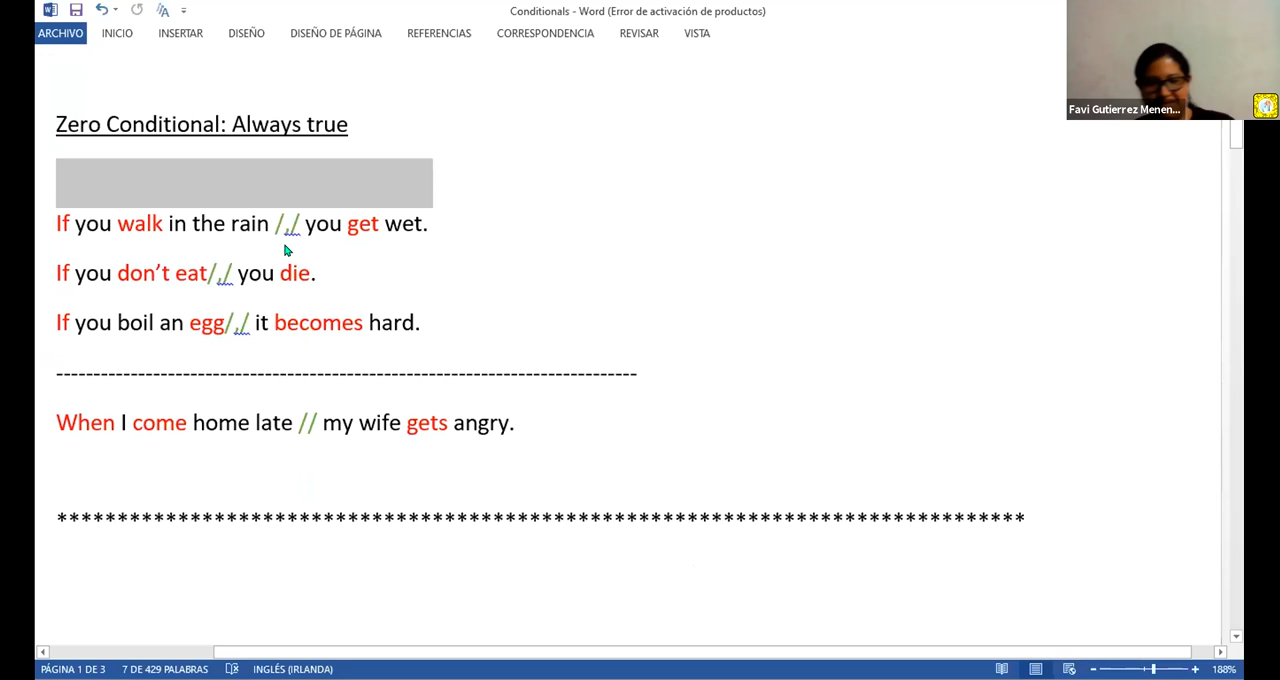 Conditionals - Word (Error de activación de productos)
ARCHIVO INICIO INSERTAR DISEÑO DISEÑO DE PÁGINA REFERENCIAS CORRESPONDENCIA REVISAR VISTA
Favi Gutierrez Menen...
Zero Conditional: Always true
If you walk in the rain /,/ you get wet.
If you don’t eat/,/ you die.
If you boil an egg/,/ it becomes hard.
-------------------------------------------------------------------------------
When I come home late // my wife gets angry.
********************************************************************************
PÁGINA 1 DE 3 7 DE 429 PALABRAS INGLÉS (IRLANDA) 188%